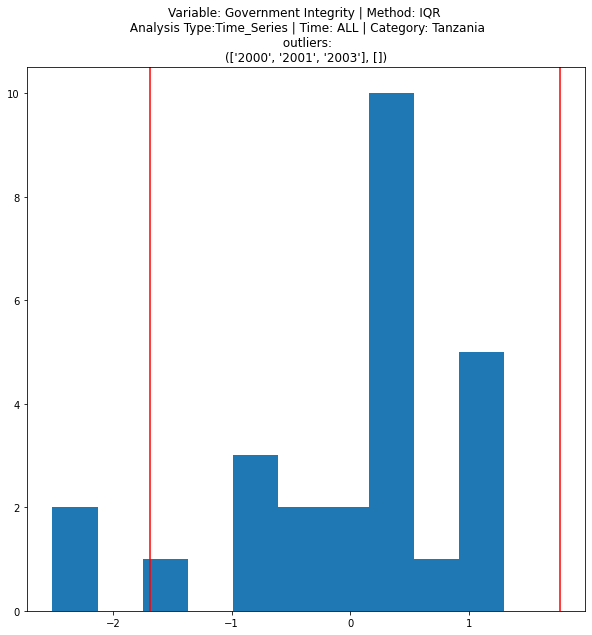 Variable: Government Integrity | Method: IQR
Analysis Type:Time_Series | Time: ALL | Category: Tanzania
outliers:
(['2000', '2001', '2003'], [])
10
8
6
4
2
0
−2
−1
0
1